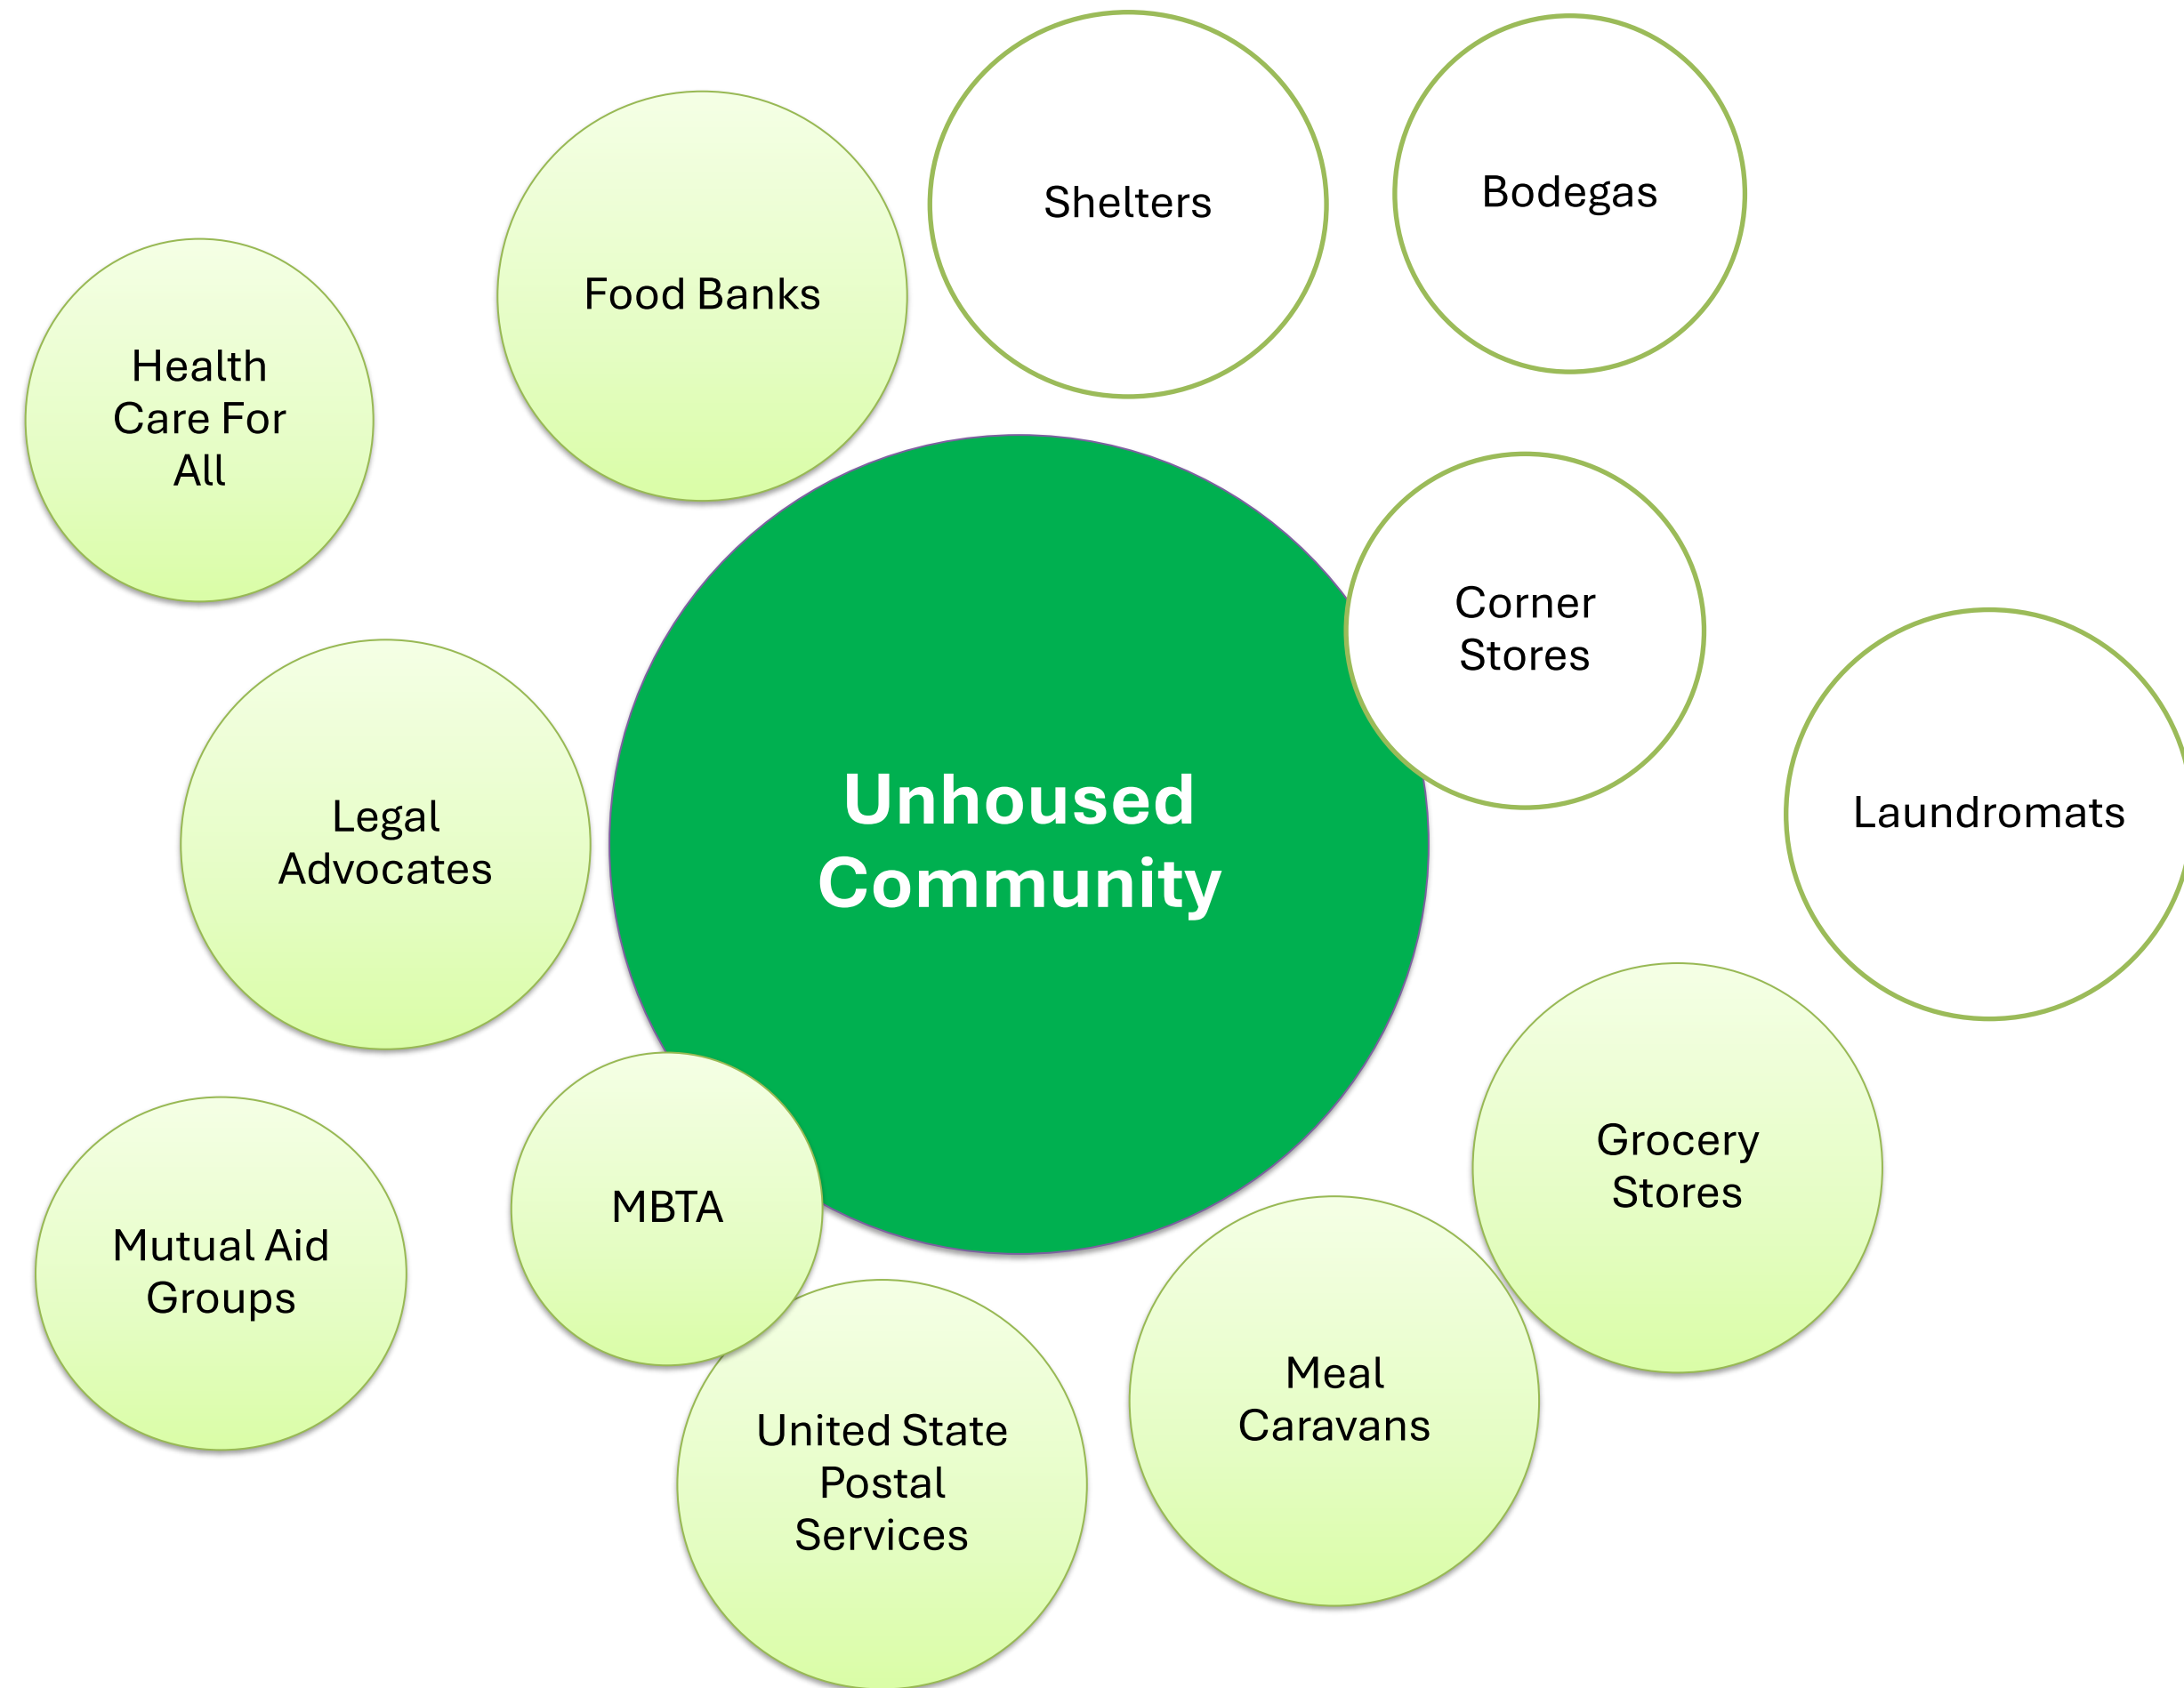 Shelters
Bodegas
Food Banks
Health
Care For
All
Corner
Stores
Unhoused
Community
Legal
Advocates
Laundromats
Grocery
Stores
MBTA
Mutual Aid
Groups
Meal
Caravans
United State
Postal
Services